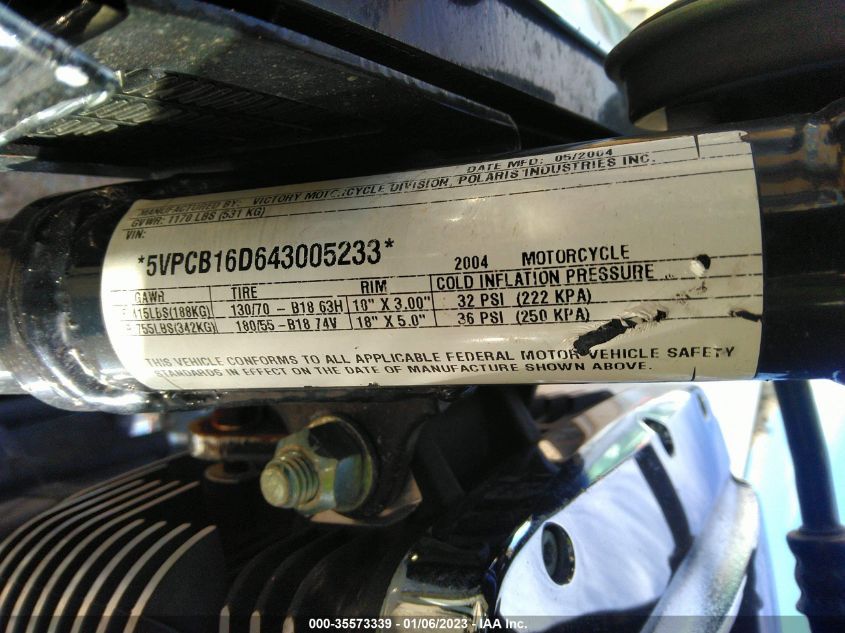 DATE MFD: 05/2004
MANUFACTURED BY: VICTORY MOTORCYCLE DIVISION, POLARIS INDUSTRIES INC.
GVWR: 1170 LBS (531 KG)
VIN:
*5VPCB16D643005233*
2004 MOTORCYCLE
GAWR TIRE RIM COLD INFLATION PRESSURE
415LBS(188KG) 130/70 -B18 63H 18" X 3.00" 32 PSI (222 KPA)
755LBS(342KG) 180/55 -B18 74V 18" X 5.0" 36 PSI (250 KPA)
THIS VEHICLE CONFORMS TO ALL APPLICABLE FEDERAL MOTOR VEHICLE SAFETY
STANDARDS IN EFFECT ON THE DATE OF MANUFACTURE SHOWN ABOVE.
000-35573339 - 01/06/2023 - IAA Inc.